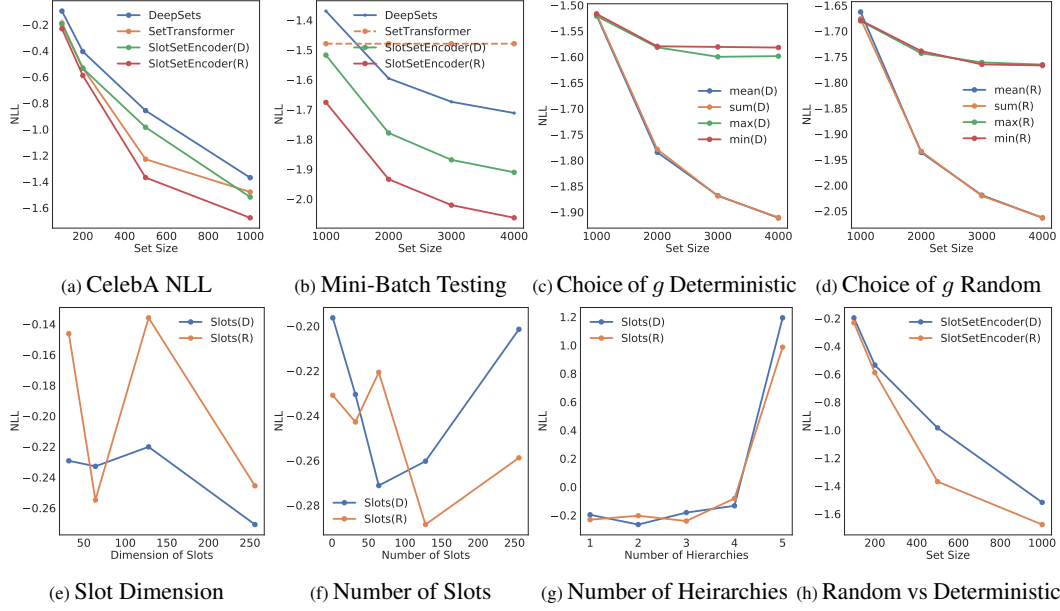 −0.2
−0.4
−0.6
−0.8
−1.0
−1.2
−1.4
−1.6
NLL
200 400 600 800 1000
Set Size
DeepSets
SetTransformer
SlotSetEncoder(D)
SlotSetEncoder(R)
(a) CelebA NLL
−1.4
−1.5
−1.6
−1.7
−1.8
−1.9
−2.0
NLL
1000 2000 3000 4000
Set Size
DeepSets
SetTransformer
SlotSetEncoder(D)
SlotSetEncoder(R)
(b) Mini-Batch Testing
−1.50
−1.55
−1.60
−1.65
−1.70
−1.75
−1.80
−1.85
−1.90
NLL
1000 2000 3000 4000
Set Size
mean(D)
sum(D)
max(D)
min(D)
(c) Choice of g Deterministic
−1.65
−1.70
−1.75
−1.80
−1.85
−1.90
−1.95
−2.00
−2.05
NLL
1000 2000 3000 4000
Set Size
mean(R)
sum(R)
max(R)
min(R)
(d) Choice of g Random
−0.14
−0.16
−0.18
−0.20
−0.22
−0.24
−0.26
NLL
50 100 150 200 250
Dimension of Slots
Slots(D)
Slots(R)
(e) Slot Dimension
−0.20
−0.22
−0.24
−0.26
−0.28
NLL
0 50 100 150 200 250
Number of Slots
Slots(D)
Slots(R)
(f) Number of Slots
1.2
1.0
0.8
0.6
0.4
0.2
0.0
−0.2
NLL
1 2 3 4 5
Number of Hierarchies
Slots(D)
Slots(R)
(g) Number of Heirarchies
−0.2
−0.4
−0.6
−0.8
−1.0
−1.2
−1.4
−1.6
NLL
200 400 600 800 1000
Set Size
SlotSetEncoder(D)
SlotSetEncoder(R)
(h) Random vs Deterministic